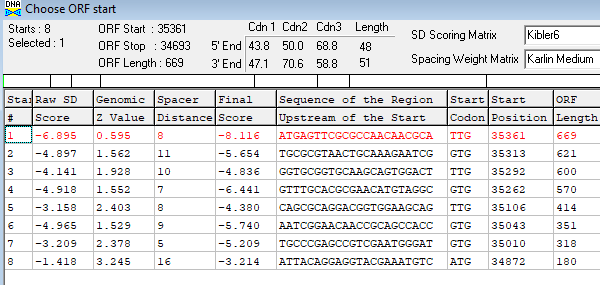 DNA Choose ORF start
Starts : 8 ORF Start : 35361 Cdn 1 Cdn2 Cdn3 Length SD Scoring Matrix Kibler6
Selected : 1 ORF Stop : 34693 5' End 43.8 50.0 68.8 48
ORF Length : 669 3' End 47.1 70.6 58.8 51 Spacing Weight Matrix Karlin Medium
Star Raw SD Genomic Spacer Final Sequence of the Region Start Start ORF
# Score Z Value Distance Score Upstream of the Start Codon Position Length
1 -6.895 0.595 8 -8.116 ATGAGTTCGCGCCAACAACGCA TTG 35361 669
2 -4.897 1.562 11 -5.654 TGCGCGTAACTGCAAAGAATCG GTG 35313 621
3 -4.141 1.928 10 -4.836 GGTGCGGTGCAAGCAGTGGACT TTG 35292 600
4 -4.918 1.552 7 -6.441 GTTTGCACGCGAACATGTAGGC GTG 35262 570
5 -3.158 2.403 8 -4.380 CAGCGCAGGACGGTGGAAGCAG TTG 35106 414
6 -4.965 1.529 9 -5.740 AATCGGAACAACCGCAGCCACC GTG 35043 351
7 -3.209 2.378 5 -5.209 TGCCCGAGCCGTCGAATGGGAT GTG 35010 318
8 -1.418 3.245 16 -3.214 ATTACAGGAGGTACGAAATGTC ATG 34872 180